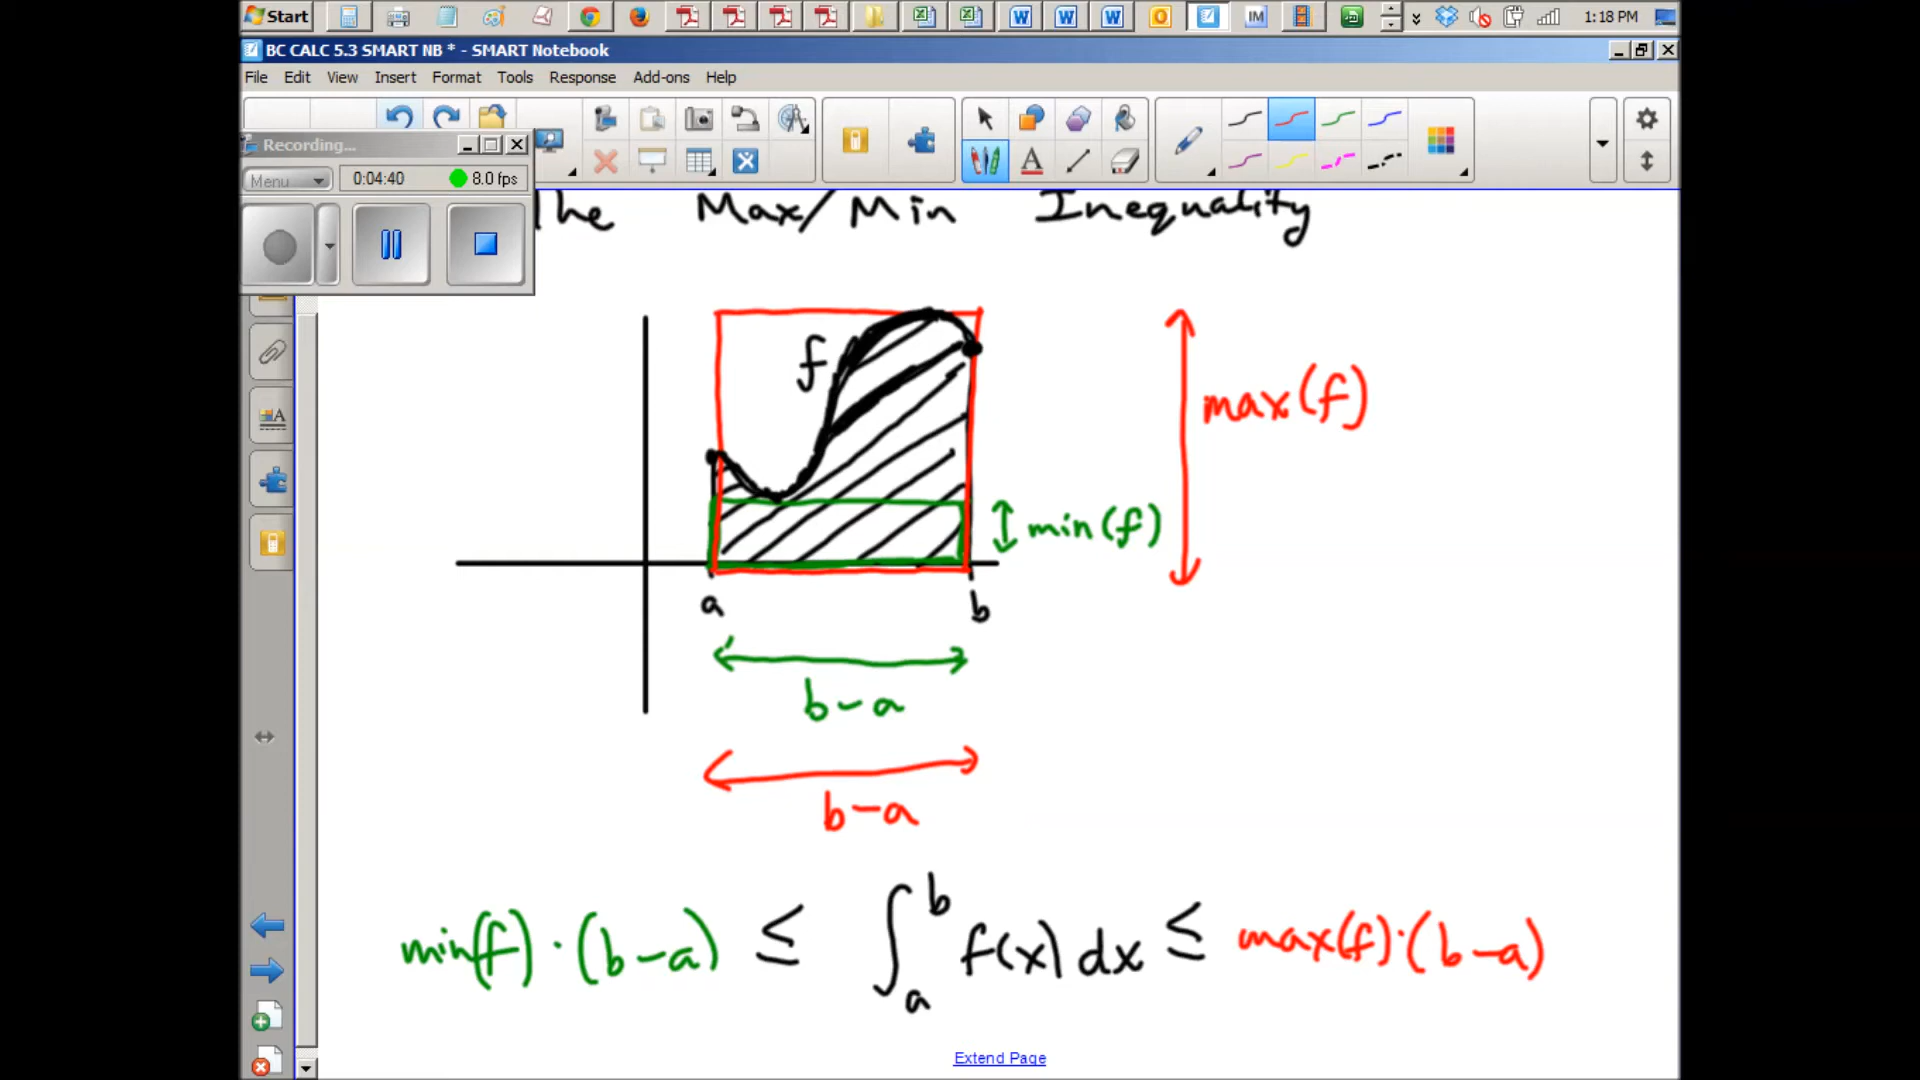 Start
1:18 PM
BC CALC 5.3 SMART NB * - SMART Notebook
File Edit View Insert Format Tools Response Add-ons Help
Recording...
Menu 0:04:40 8.0 fps
The Max/Min Inequality
f
max(f)
min(f)
a b
b-a
b-a
min(f) · (b-a) ≤ ∫_a^b f(x) dx ≤ max(f) · (b-a)
Extend Page